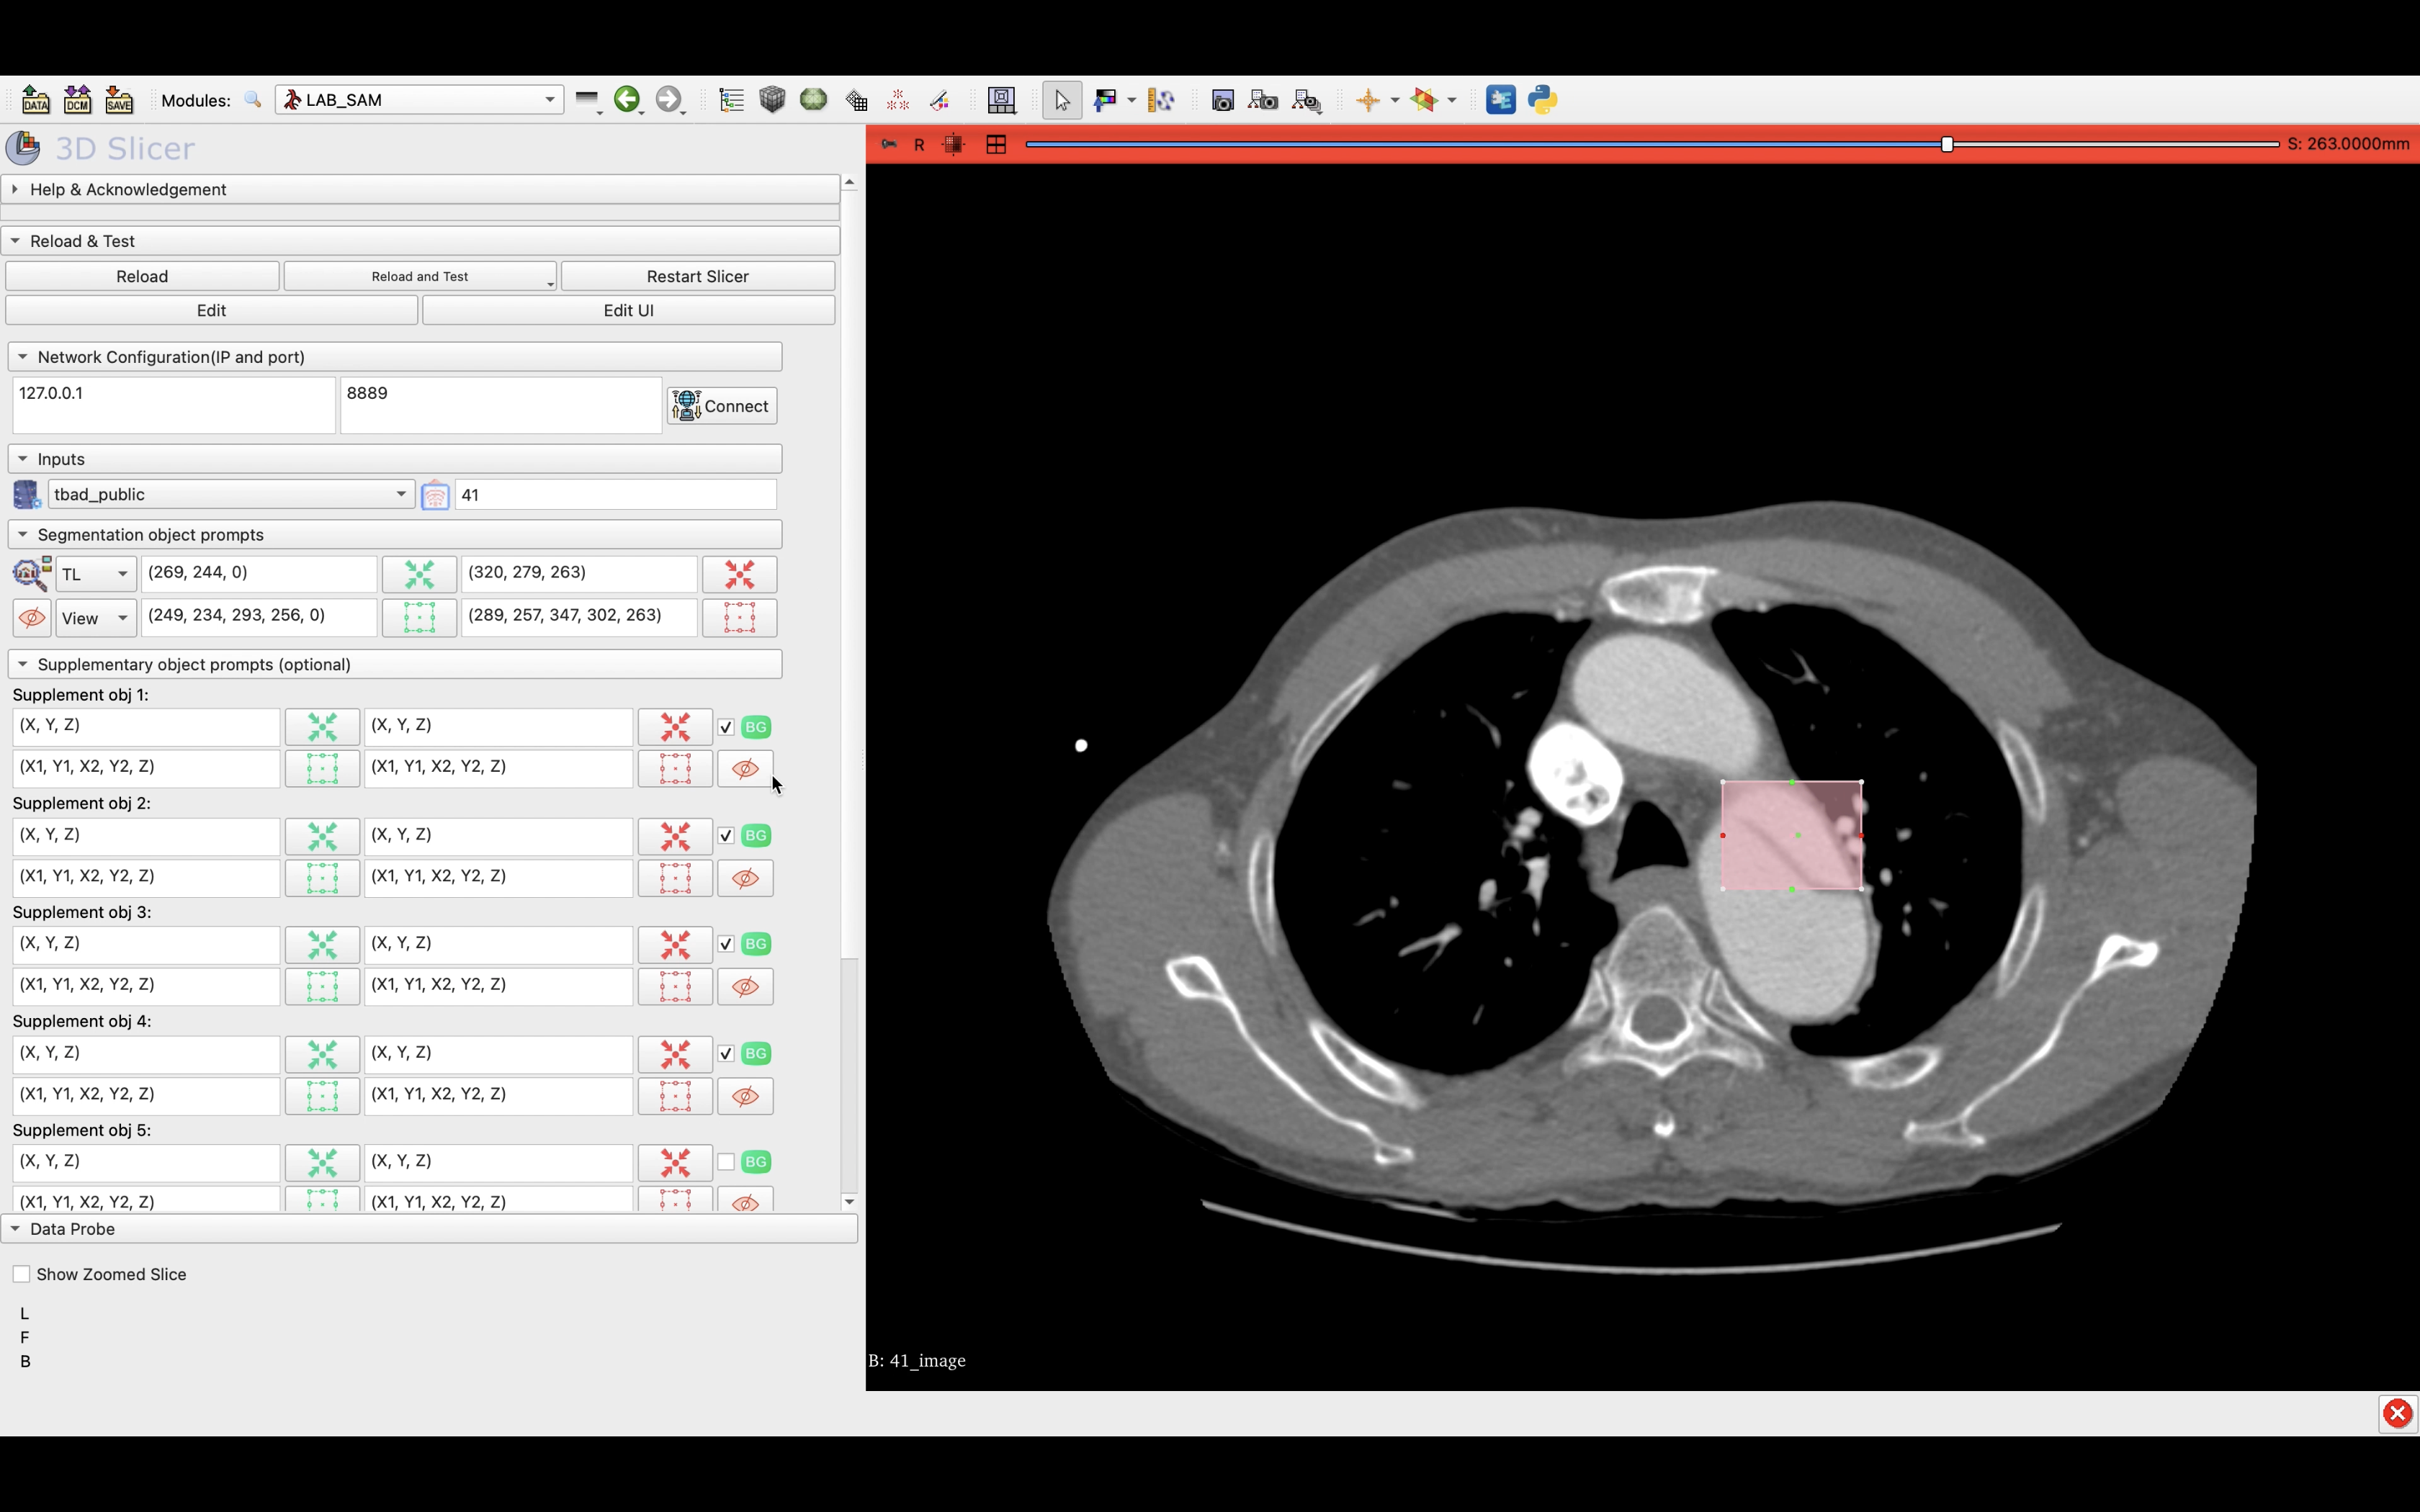 DATA DCM SAVE Modules: LAB_SAM
3D Slicer
R S: 263.0000mm
Help & Acknowledgement
Reload & Test
Reload Reload and Test Restart Slicer
Edit Edit UI
Network Configuration(IP and port)
127.0.0.1 8889 Connect
Inputs
tbad_public 41
Segmentation object prompts
TL (269, 244, 0) (320, 279, 263)
View (249, 234, 293, 256, 0) (289, 257, 347, 302, 263)
Supplementary object prompts (optional)
Supplement obj 1:
(X, Y, Z) (X, Y, Z) BG
(X1, Y1, X2, Y2, Z) (X1, Y1, X2, Y2, Z)
Supplement obj 2:
(X, Y, Z) (X, Y, Z) BG
(X1, Y1, X2, Y2, Z) (X1, Y1, X2, Y2, Z)
Supplement obj 3:
(X, Y, Z) (X, Y, Z) BG
(X1, Y1, X2, Y2, Z) (X1, Y1, X2, Y2, Z)
Supplement obj 4:
(X, Y, Z) (X, Y, Z) BG
(X1, Y1, X2, Y2, Z) (X1, Y1, X2, Y2, Z)
Supplement obj 5:
(X, Y, Z) (X, Y, Z) BG
(X1, Y1, X2, Y2, Z) (X1, Y1, X2, Y2, Z)
Data Probe
Show Zoomed Slice
L
F
B
B: 41_image